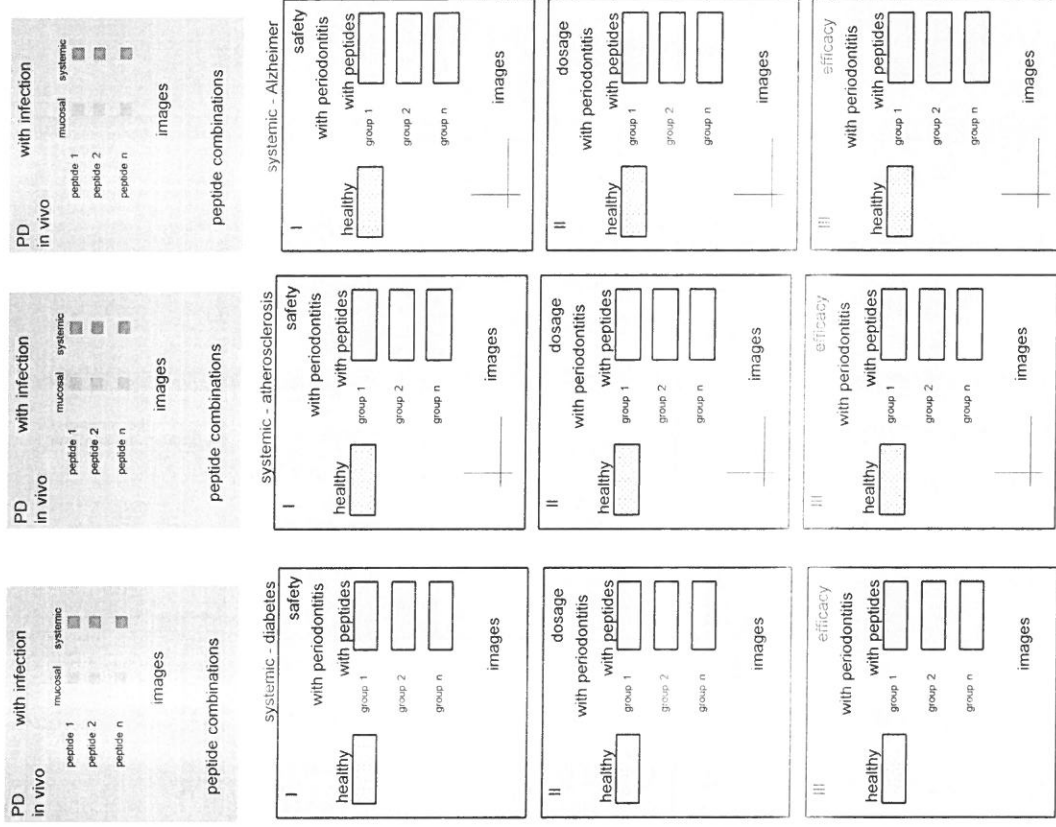 PD with infection
in vivo
mucosal systemic
peptide 1
peptide 2
peptide n
images
peptide combinations
systemic - diabetes
I safety
with periodontitis
healthy with peptides
group 1
group 2
group n
images
II dosage
with periodontitis
healthy with peptides
group 1
group 2
group n
images
III efficacy
with periodontitis
healthy with peptides
group 1
group 2
group n
images
PD with infection
in vivo
mucosal systemic
peptide 1
peptide 2
peptide n
images
peptide combinations
systemic - atherosclerosis
I safety
with periodontitis
healthy with peptides
group 1
group 2
group n
images
II dosage
with periodontitis
healthy with peptides
group 1
group 2
group n
images
III efficacy
with periodontitis
healthy with peptides
group 1
group 2
group n
images
PD with infection
in vivo
mucosal systemic
peptide 1
peptide 2
peptide n
images
peptide combinations
systemic - Alzheimer
I safety
with periodontitis
healthy with peptides
group 1
group 2
group n
images
II dosage
with periodontitis
healthy with peptides
group 1
group 2
group n
images
III efficacy
with periodontitis
healthy with peptides
group 1
group 2
group n
images